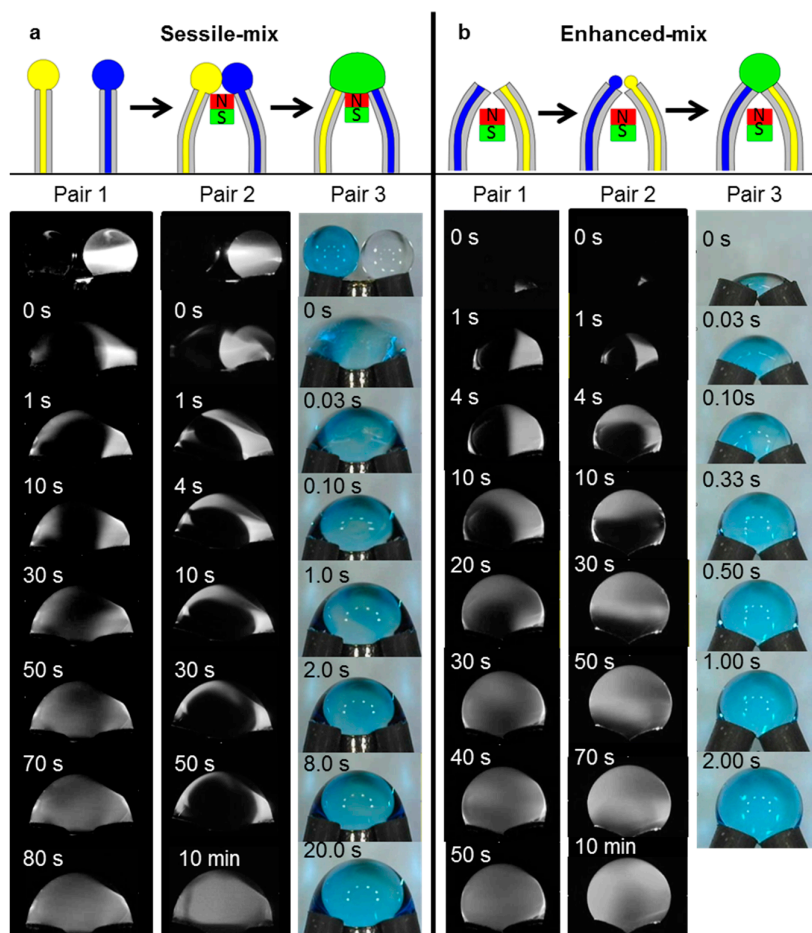 a
Sessile-mix
N
S
N
S
Pair 1
0 s
1 s
10 s
30 s
50 s
70 s
80 s
Pair 2
0 s
1 s
4 s
10 s
30 s
50 s
10 min
Pair 3
0 s
0.03 s
0.10 s
1.0 s
2.0 s
8.0 s
20.0 s
b
Enhanced-mix
N
S
N
S
N
S
Pair 1
0 s
1 s
4 s
10 s
20 s
30 s
40 s
50 s
Pair 2
0 s
1 s
4 s
10 s
30 s
50 s
70 s
10 min
Pair 3
0 s
0.03 s
0.10s
0.33 s
0.50 s
1.00 s
2.00 s